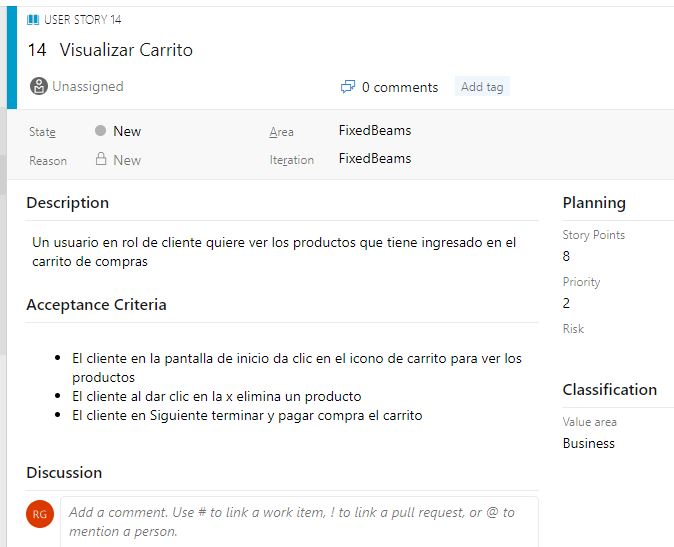 USER STORY 14
14 Visualizar Carrito
Unassigned
0 comments
Add tag
State New
Area FixedBeams
Reason New
Iteration FixedBeams
Description
Un usuario en rol de cliente quiere ver los productos que tiene ingresado en el
carrito de compras
Acceptance Criteria
• El cliente en la pantalla de inicio da clic en el icono de carrito para ver los
productos
• El cliente al dar clic en la x elimina un producto
• El cliente en Siguiente terminar y pagar compra el carrito
Discussion
RG
Add a comment. Use # to link a work item, ! to link a pull request, or @ to
mention a person.
Planning
Story Points
8
Priority
2
Risk
Classification
Value area
Business